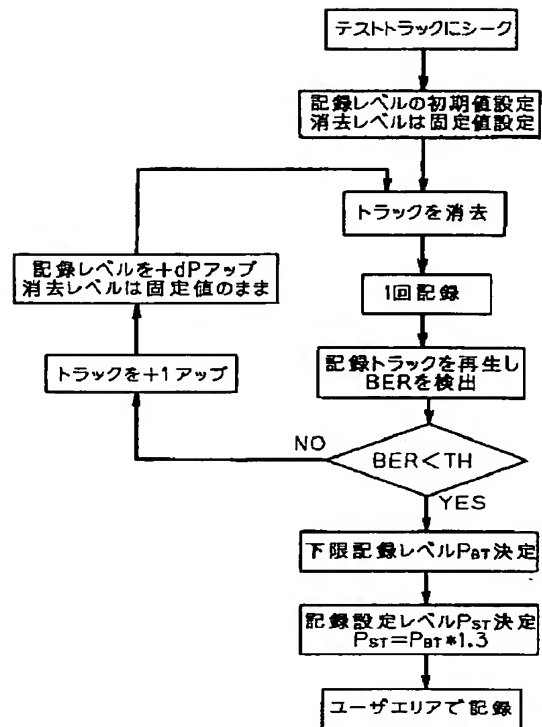 テストトラックにシーク
記録レベルの初期値設定
消去レベルは固定値設定
トラックを消去
記録レベルを+dPアップ
消去レベルは固定値のまま
1回記録
記録トラックを再生し
BERを検出
トラックを+1アップ
NO
BER<TH
YES
下限記録レベルPBT決定
記録設定レベルPST決定
PST=PBT*1.3
ユーザエリアで記録